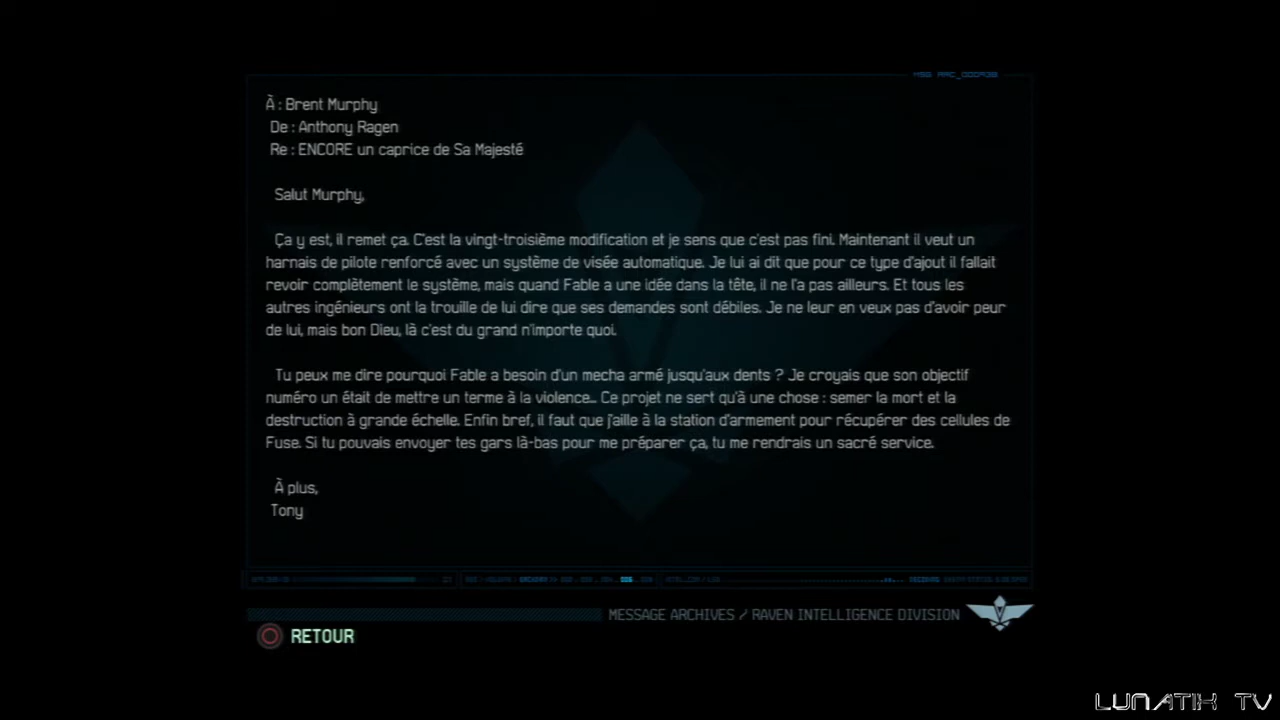 À : Brent Murphy
De : Anthony Ragen
Re : ENCORE un caprice de Sa Majesté
Salut Murphy,
Ça y est, il remet ça. C'est la vingt-troisième modification et je sens que c'est pas fini. Maintenant il veut un
harnais de pilote renforcé avec un système de visée automatique. Je lui ai dit que pour ce type d'ajout il fallait
revoir complètement le système, mais quand Fable a une idée dans la tête, il ne l'a pas ailleurs. Et tous les
autres ingénieurs ont la trouille de lui dire que ses demandes sont débiles. Je ne leur en veux pas d'avoir peur
de lui, mais bon Dieu, là c'est du grand n'importe quoi.
Tu peux me dire pourquoi Fable a besoin d'un mecha armé jusqu'aux dents ? Je croyais que son objectif
numéro un était de mettre un terme à la violence... Ce projet ne sert qu'à une chose : semer la mort et la
destruction à grande échelle. Enfin bref, il faut que j'aille à la station d'armement pour récupérer des cellules de
Fuse. Si tu pouvais envoyer tes gars là-bas pour me préparer ça, tu me rendrais un sacré service.
À plus,
Tony
MESSAGE ARCHIVES / RAVEN INTELLIGENCE DIVISION
RETOUR
LUNATIK TV